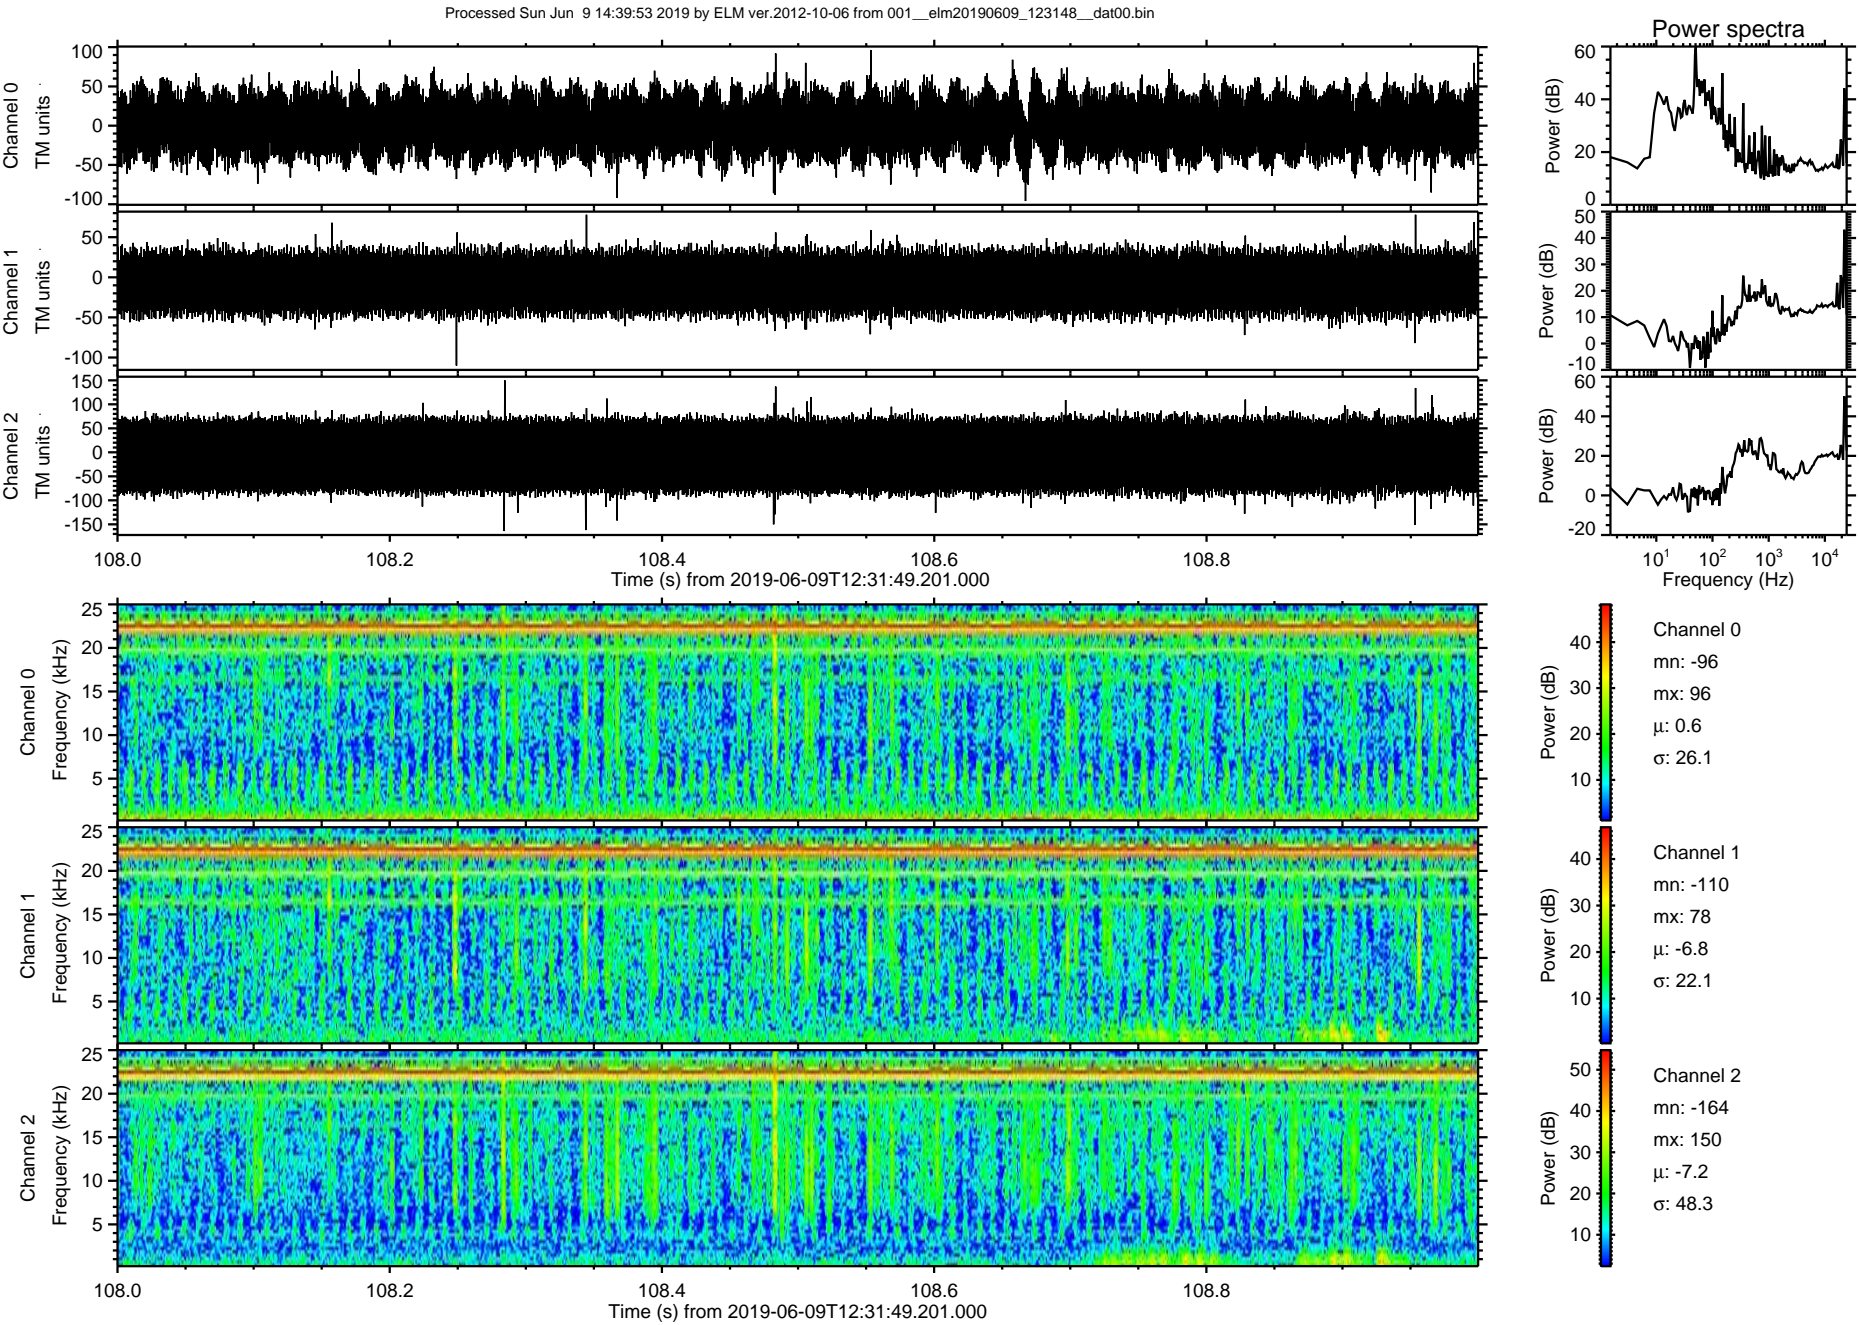 Processed Sun Jun  9 14:39:53 2019 by ELM ver.2012-10-06 from 001__elm20190609_123148__dat00.bin
Power spectra
Channel 0
TM units
100
50
0
-50
-100
Power (dB)
60
40
20
0
Channel 1
TM units
50
0
-50
-100
Power (dB)
50
40
30
20
10
0
-10
Channel 2
TM units
150
100
50
0
-50
-100
-150
Power (dB)
60
40
20
0
-20
108.0 108.2 108.4 108.6 108.8
Time (s) from 2019-06-09T12:31:49.201.000
10¹ 10² 10³ 10⁴
Frequency (Hz)
Channel 0
Frequency (kHz)
25
20
15
10
5
Power (dB)
40
30
20
10
Channel 0
mn: -96
mx: 96
μ: 0.6
σ: 26.1
Channel 1
Frequency (kHz)
25
20
15
10
5
Power (dB)
40
30
20
10
Channel 1
mn: -110
mx: 78
μ: -6.8
σ: 22.1
Channel 2
Frequency (kHz)
25
20
15
10
5
Power (dB)
50
40
30
20
10
Channel 2
mn: -164
mx: 150
μ: -7.2
σ: 48.3
108.0 108.2 108.4 108.6 108.8
Time (s) from 2019-06-09T12:31:49.201.000